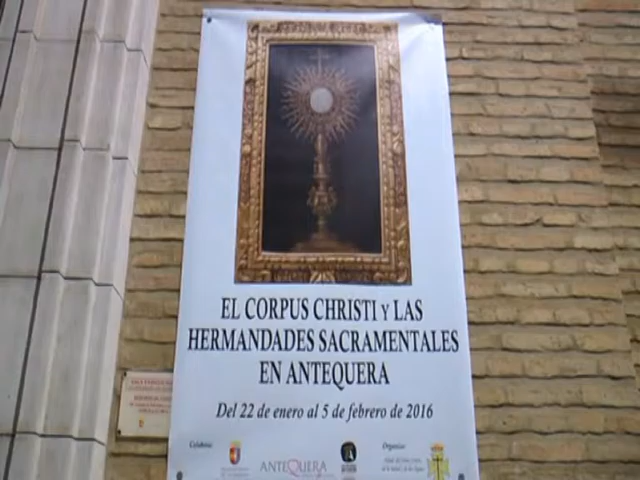 EL CORPUS CHRISTI Y LAS
HERMANDADES SACRAMENTALES
EN ANTEQUERA
Del 22 de enero al 5 de febrero de 2016
Colabora:
ANTEQUERA
Organiza: